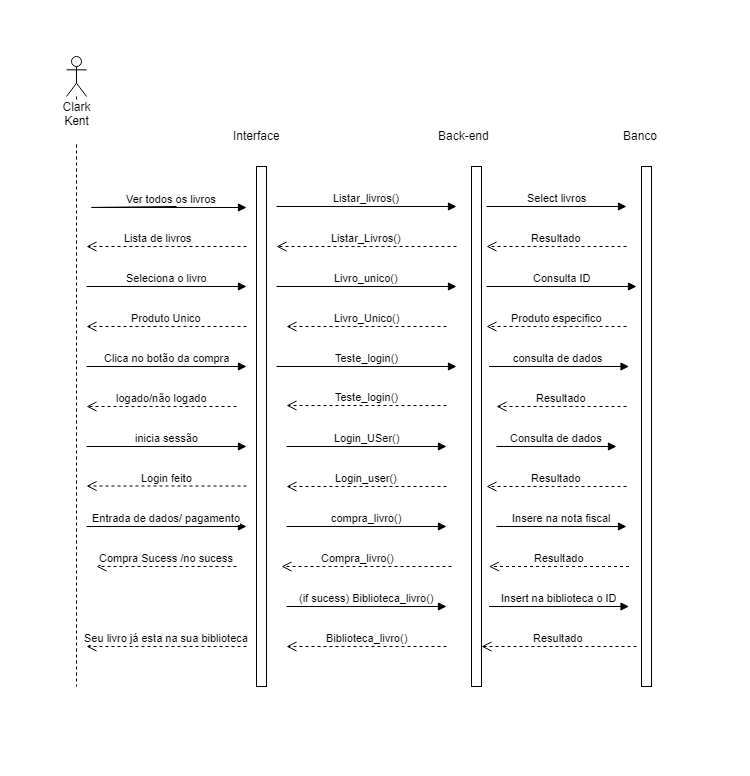 Clark
Kent
Interface
Back-end
Banco
Ver todos os livros
Listar_livros()
Select livros
Lista de livros
Listar_Livros()
Resultado
Seleciona o livro
Livro_unico()
Consulta ID
Produto Unico
Livro_Unico()
Produto especifico
Clica no botão da compra
Teste_login()
consulta de dados
logado/não logado
Teste_login()
Resultado
inicia sessão
Login_USer()
Consulta de dados
Login feito
Login_user()
Resultado
Entrada de dados/ pagamento
compra_livro()
Insere na nota fiscal
Compra Sucess /no sucess
Compra_livro()
Resultado
(if sucess) Biblioteca_livro()
Insert na biblioteca o ID
Seu livro já esta na sua biblioteca
Biblioteca_livro()
Resultado